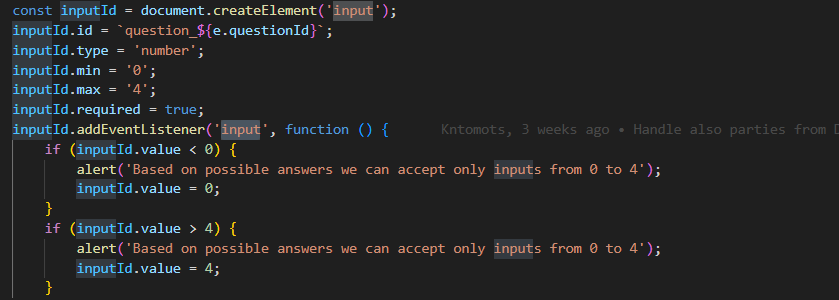 const inputId = document.createElement('input');
inputId.id = `question_${e.questionId}`;
inputId.type = 'number';
inputId.min = '0';
inputId.max = '4';
inputId.required = true;
inputId.addEventListener('input', function () { Kntomots, 3 weeks ago • Handle also parties from
if (inputId.value < 0) {
alert('Based on possible answers we can accept only inputs from 0 to 4');
inputId.value = 0;
}
if (inputId.value > 4) {
alert('Based on possible answers we can accept only inputs from 0 to 4');
inputId.value = 4;
}